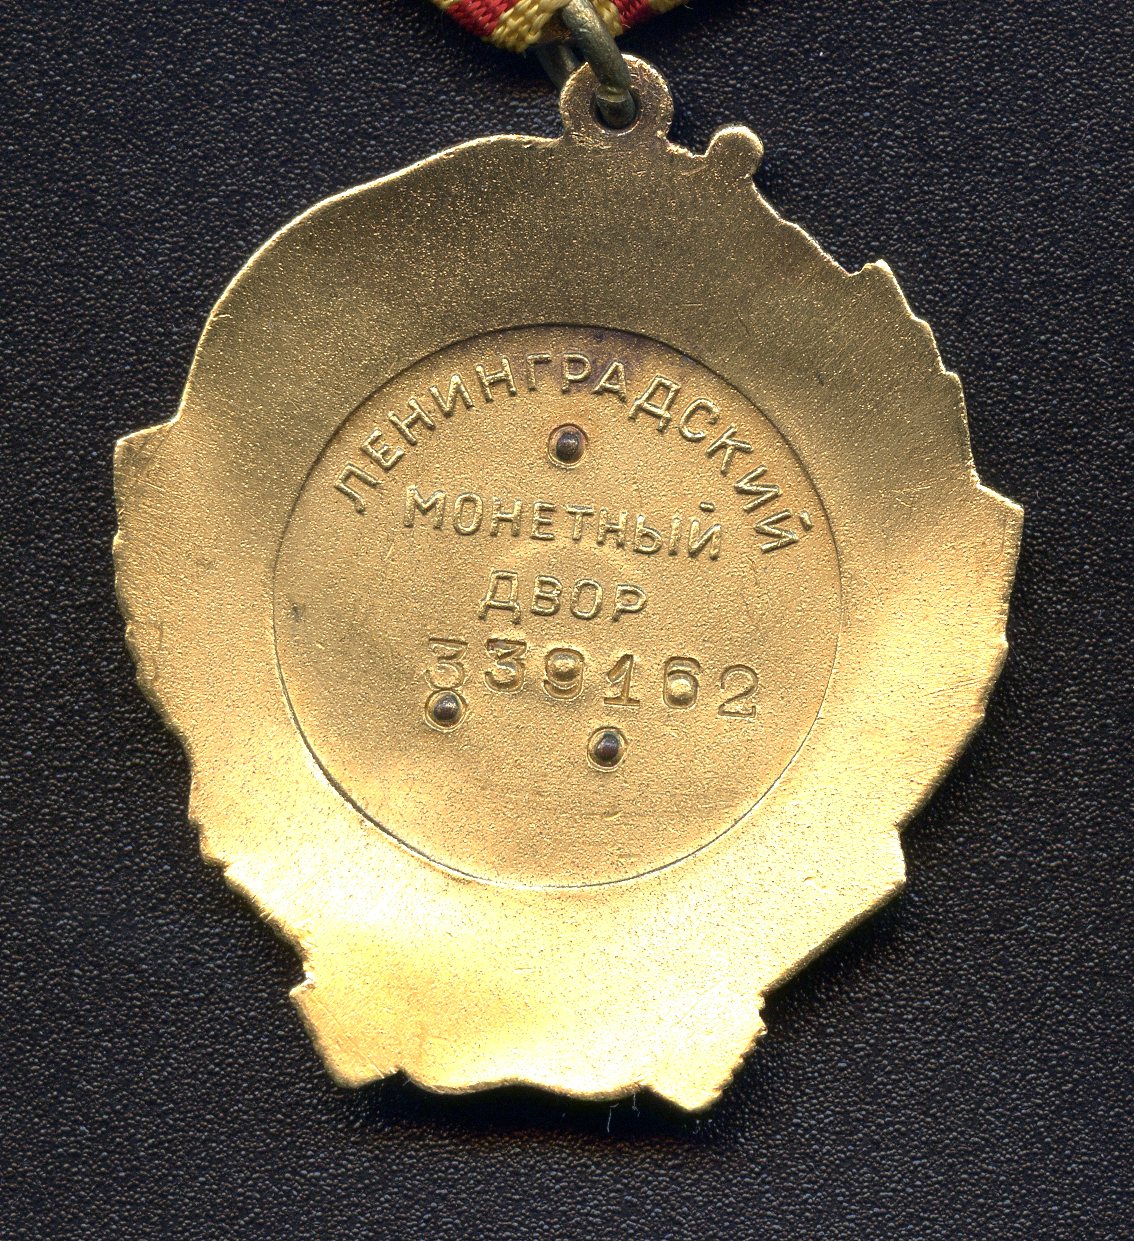 ЛЕНИНГРАДСКИЙ
МОНЕТНЫЙ
ДВОР
339162